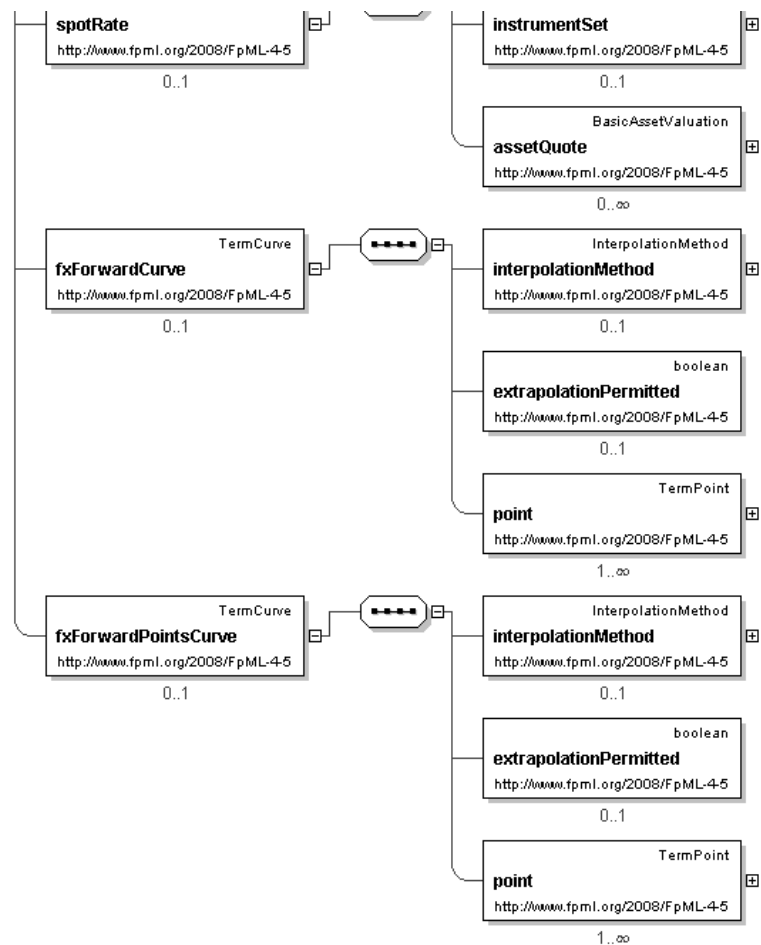 spotRate
http://www.fpml.org/2008/FpML-4-5
0..1
instrumentSet
http://www.fpml.org/2008/FpML-4-5
0..1
BasicAssetValuation
assetQuote
http://www.fpml.org/2008/FpML-4-5
0..∞
TermCurve
fxForwardCurve
http://www.fpml.org/2008/FpML-4-5
0..1
InterpolationMethod
interpolationMethod
http://www.fpml.org/2008/FpML-4-5
0..1
boolean
extrapolationPermitted
http://www.fpml.org/2008/FpML-4-5
0..1
TermPoint
point
http://www.fpml.org/2008/FpML-4-5
1..∞
TermCurve
fxForwardPointsCurve
http://www.fpml.org/2008/FpML-4-5
0..1
InterpolationMethod
interpolationMethod
http://www.fpml.org/2008/FpML-4-5
0..1
boolean
extrapolationPermitted
http://www.fpml.org/2008/FpML-4-5
0..1
TermPoint
point
http://www.fpml.org/2008/FpML-4-5
1..∞